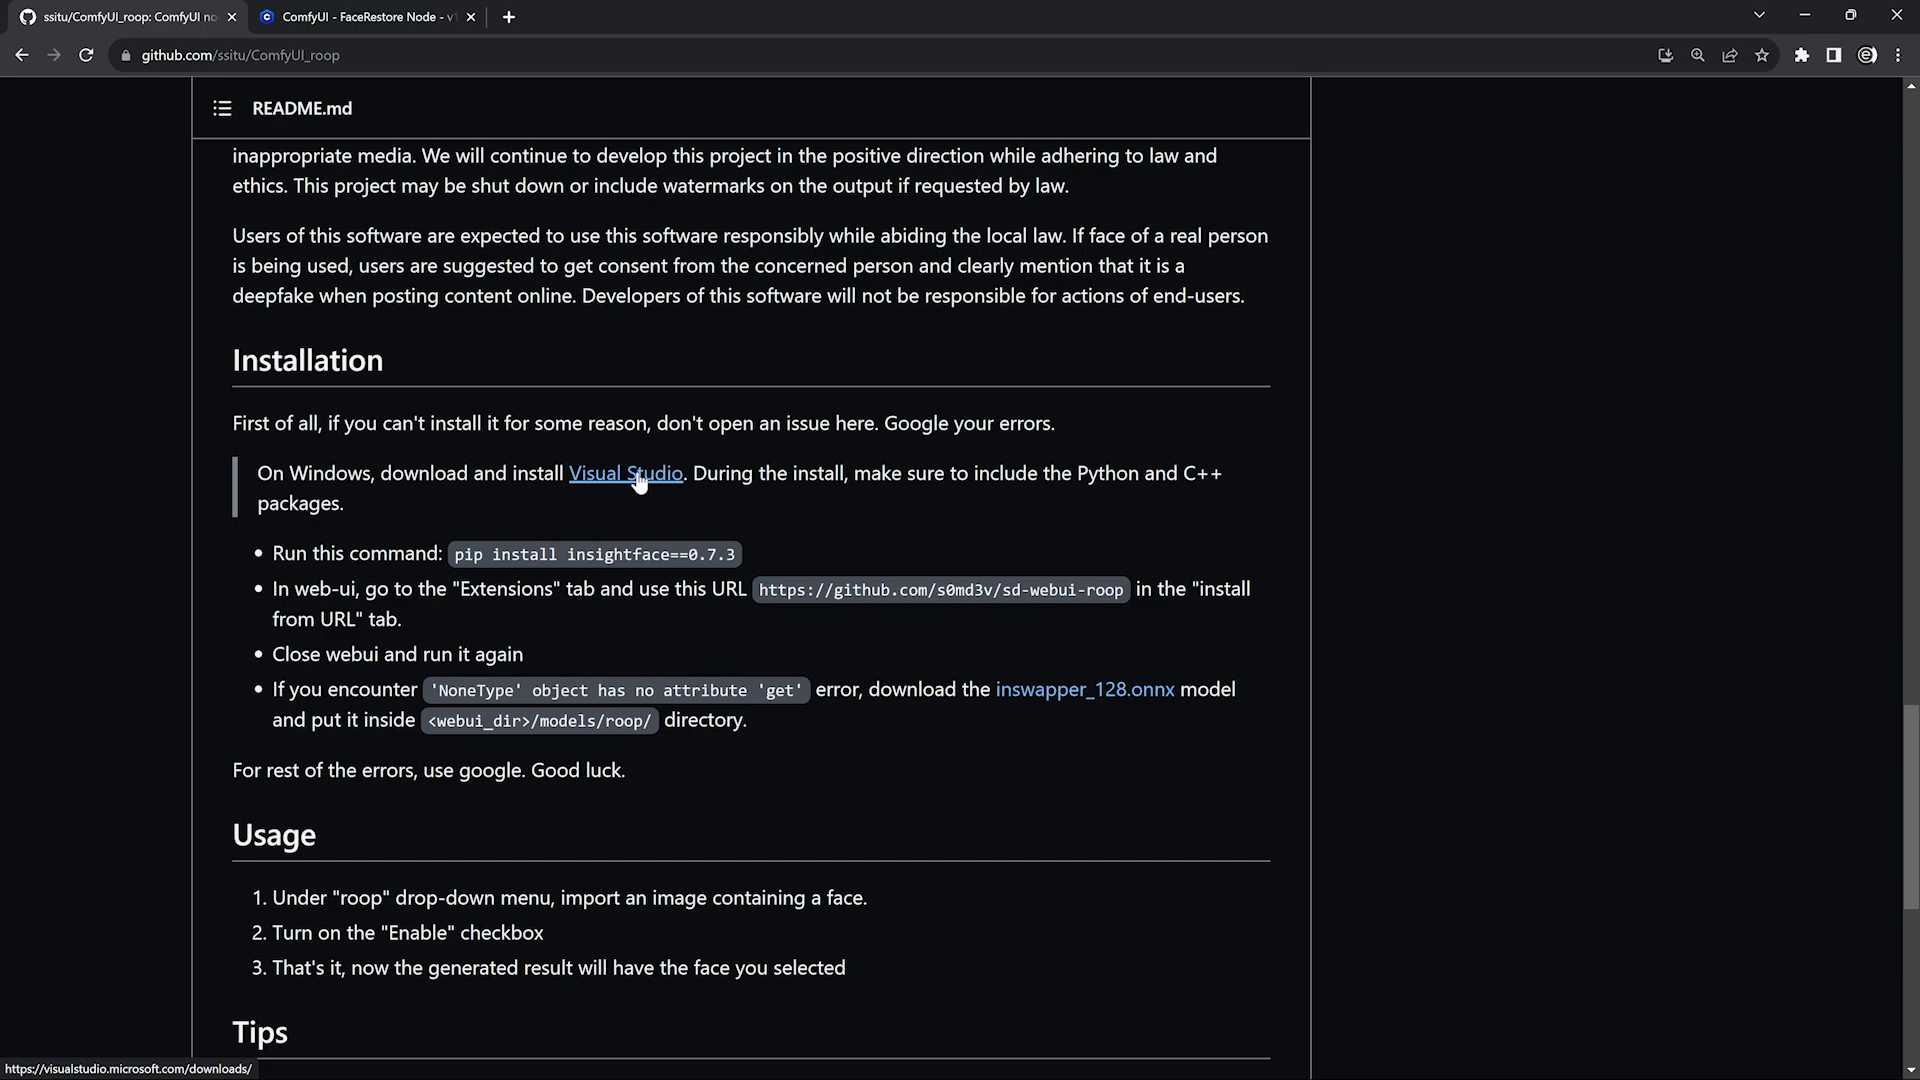 ssitu/ComfyUI_roop: ComfyUI no
ComfyUI - FaceRestore Node - v1
github.com/ssitu/ComfyUI_roop
README.md
inappropriate media. We will continue to develop this project in the positive direction while adhering to law and
ethics. This project may be shut down or include watermarks on the output if requested by law.
Users of this software are expected to use this software responsibly while abiding the local law. If face of a real person
is being used, users are suggested to get consent from the concerned person and clearly mention that it is a
deepfake when posting content online. Developers of this software will not be responsible for actions of end-users.
Installation
First of all, if you can't install it for some reason, don't open an issue here. Google your errors.
On Windows, download and install Visual Studio. During the install, make sure to include the Python and C++
packages.
• Run this command: pip install insightface==0.7.3
• In web-ui, go to the "Extensions" tab and use this URL https://github.com/s0md3v/sd-webui-roop in the "install
from URL" tab.
• Close webui and run it again
• If you encounter 'NoneType' object has no attribute 'get' error, download the inswapper_128.onnx model
and put it inside <webui_dir>/models/roop/ directory.
For rest of the errors, use google. Good luck.
Usage
1. Under "roop" drop-down menu, import an image containing a face.
2. Turn on the "Enable" checkbox
3. That's it, now the generated result will have the face you selected
Tips
https://visualstudio.microsoft.com/downloads/